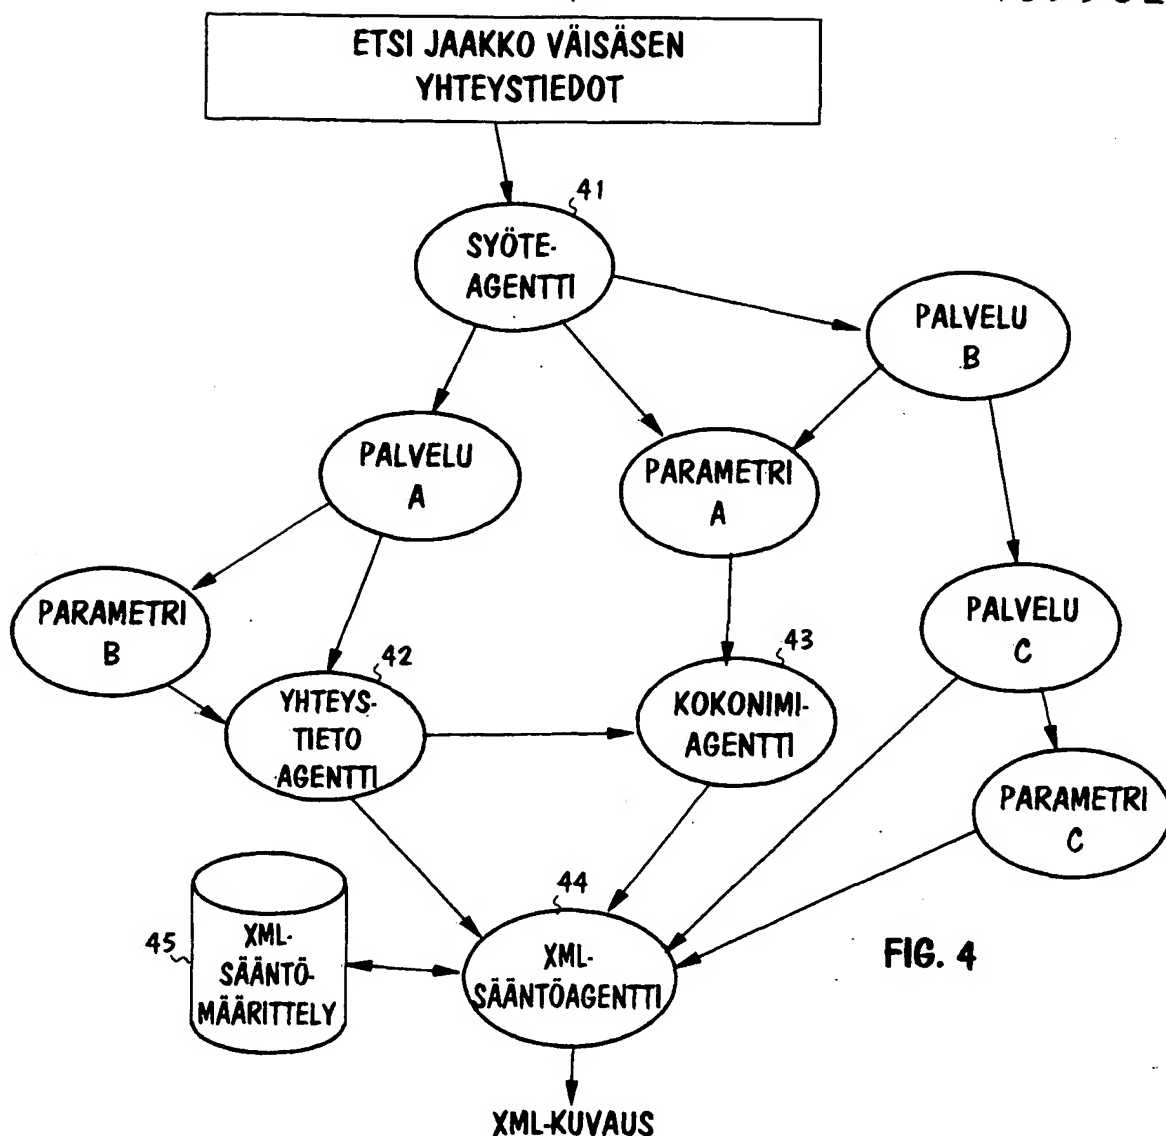 ETSI JAAKKO VÄISÄSEN
YHTEYSTIEDOT
41
SYÖTE-
AGENTTI
PALVELU
B
PALVELU
A
PARAMETRI
A
PARAMETRI
B
PALVELU
C
42
YHTEYS-
TIETO
AGENTTI
43
KOKONIMI-
AGENTTI
PARAMETRI
C
44
XML-
SÄÄNTÖAGENTTI
45
XML-
SÄÄNTÖ-
MÄÄRITTELY
FIG. 4
XML-KUVAUS